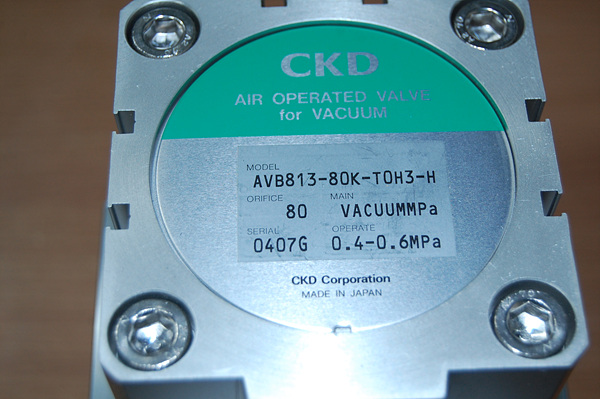 CKD
AIR OPERATED VALVE
for VACUUM
MODEL
AVB813-80K-TOH3-H
ORIFICE 80 MAIN VACUUMMPa
SERIAL 0407G OPERATE 0.4-0.6MPa
CKD Corporation
MADE IN JAPAN